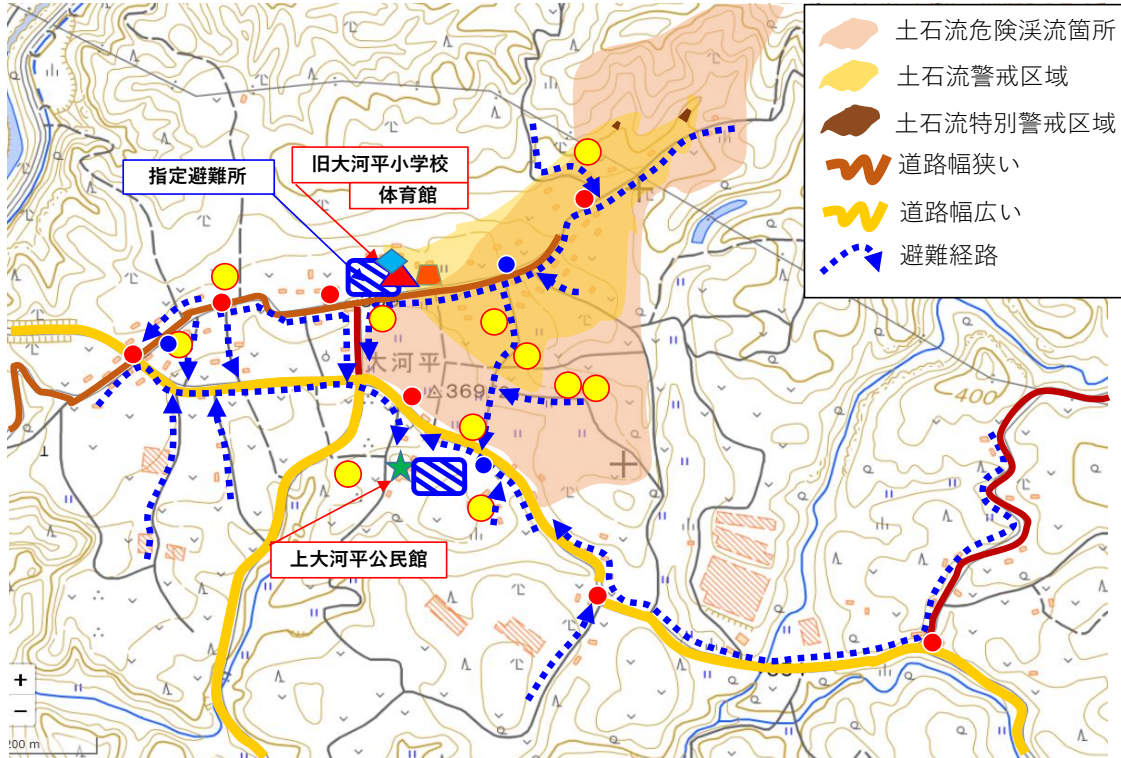 土石流危険渓流箇所
土石流警戒区域
土石流特別警戒区域
道路幅狭い
道路幅広い
避難経路
旧大河平小学校
体育館
指定避難所
大河平
369
400
上大河平公民館
+
−
200 m